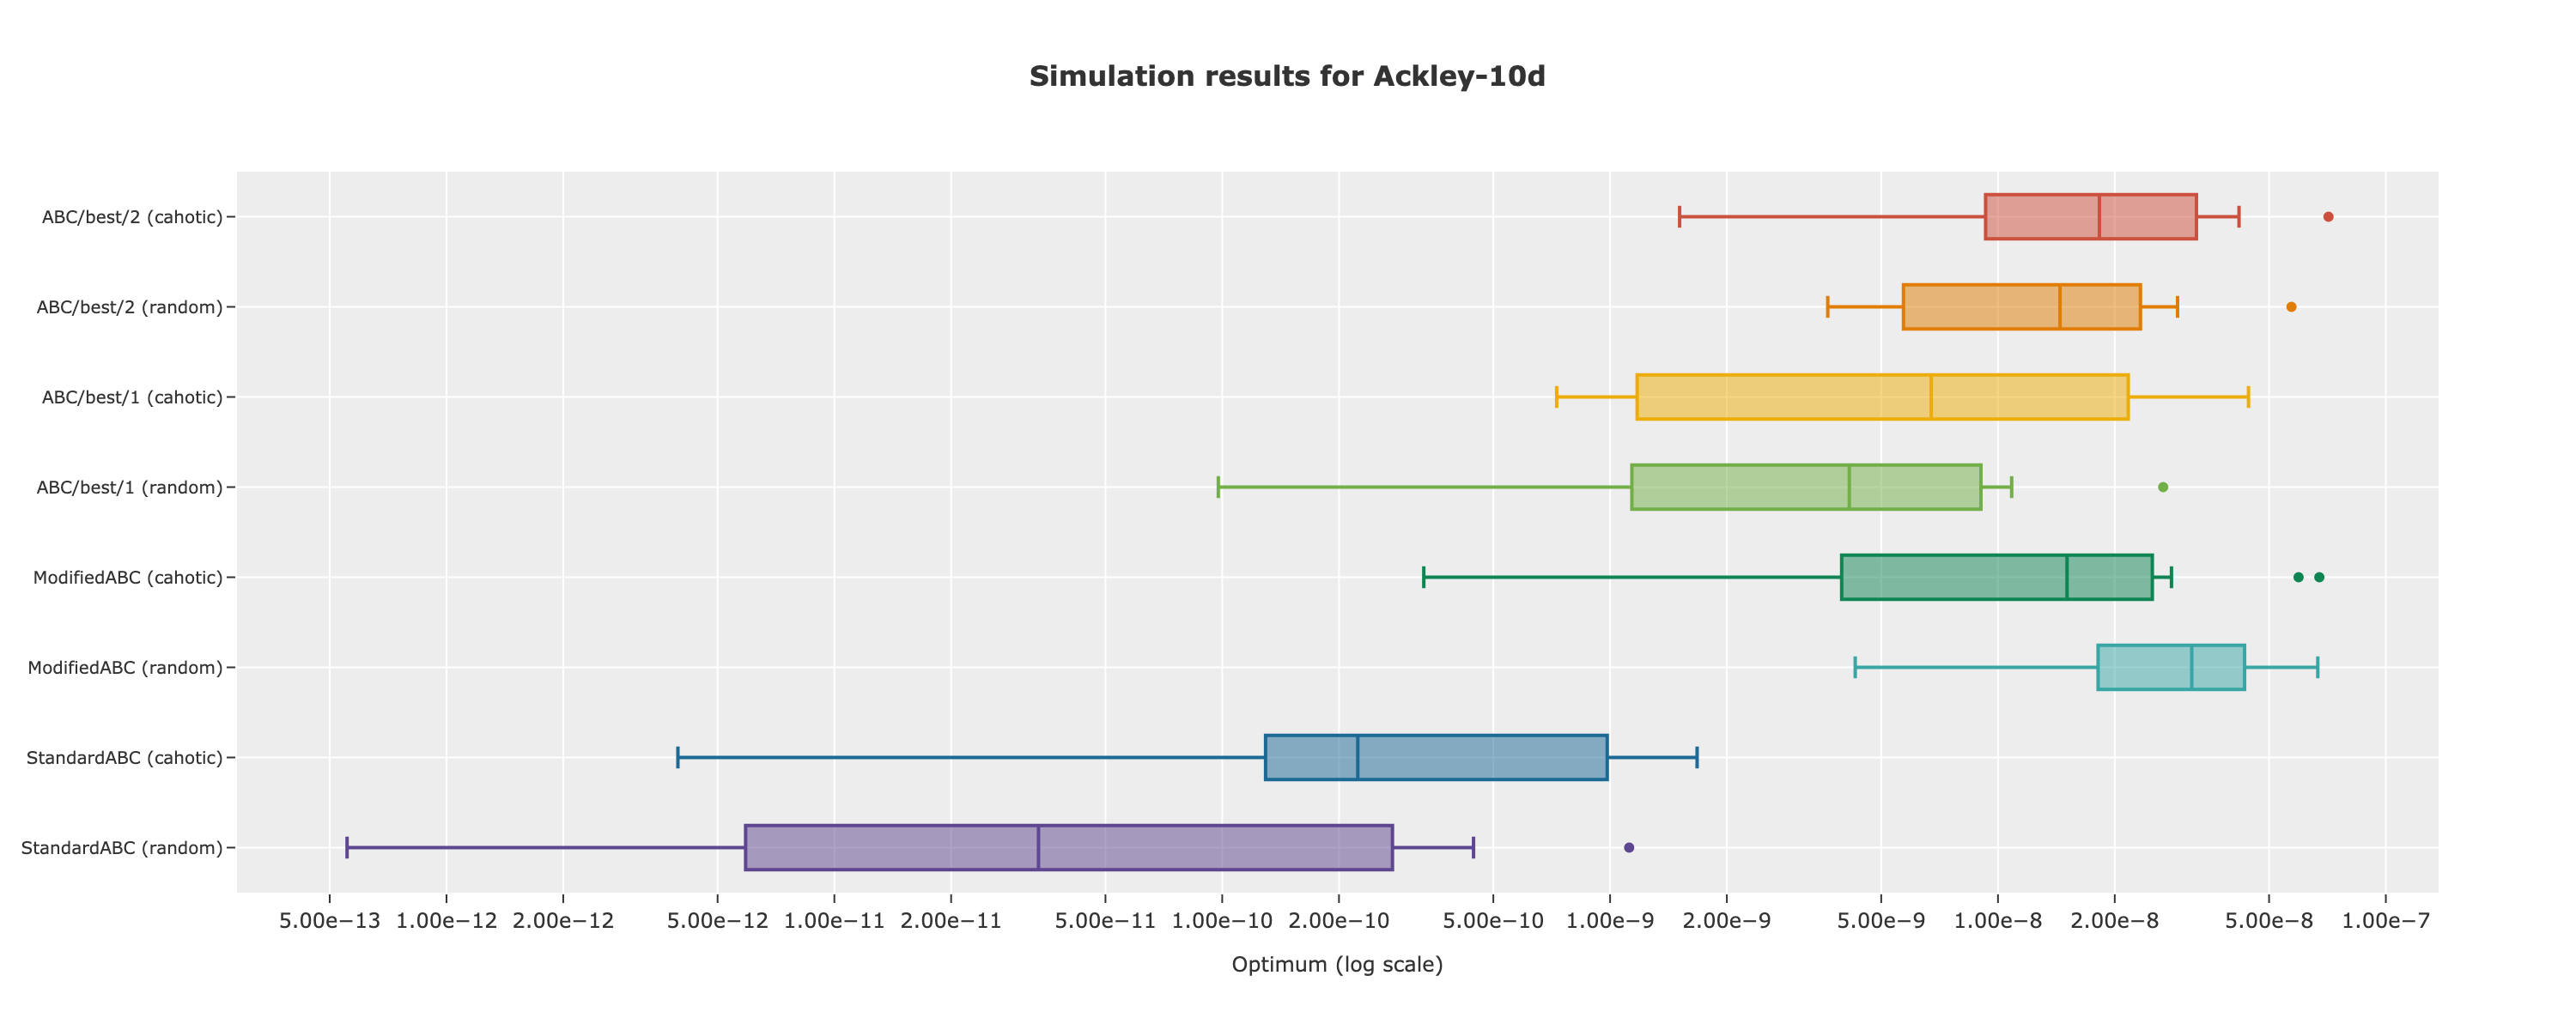 Simulation results for Ackley-10d
ABC/best/2 (cahotic)
ABC/best/2 (random)
ABC/best/1 (cahotic)
ABC/best/1 (random)
ModifiedABC (cahotic)
ModifiedABC (random)
StandardABC (cahotic)
StandardABC (random)
5.00e−13 1.00e−12 2.00e−12 5.00e−12 1.00e−11 2.00e−11 5.00e−11 1.00e−10 2.00e−10 5.00e−10 1.00e−9 2.00e−9 5.00e−9 1.00e−8 2.00e−8 5.00e−8 1.00e−7
Optimum (log scale)